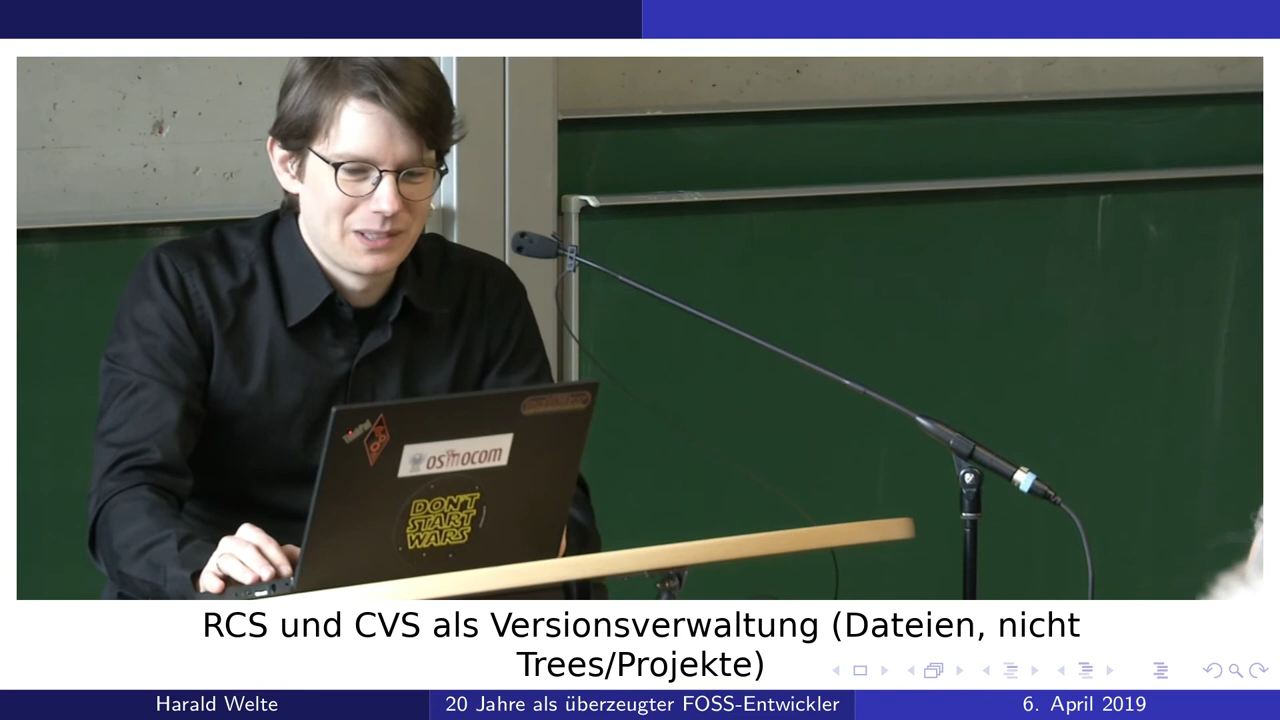 osmocom
DON'T
START
WARS
RCS und CVS als Versionsverwaltung (Dateien, nicht
Trees/Projekte)
Harald Welte
20 Jahre als überzeugter FOSS-Entwickler
6. April 2019